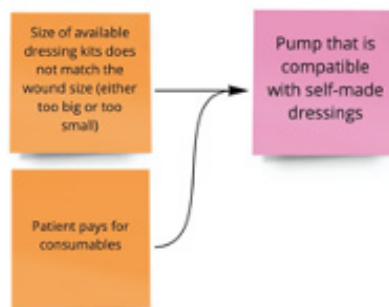 Size of available
dressing kits does
not match the
wound size (either
too big or too
small)
Pump that is
compatible
with self-made
dressings
Patient pays for
consumables